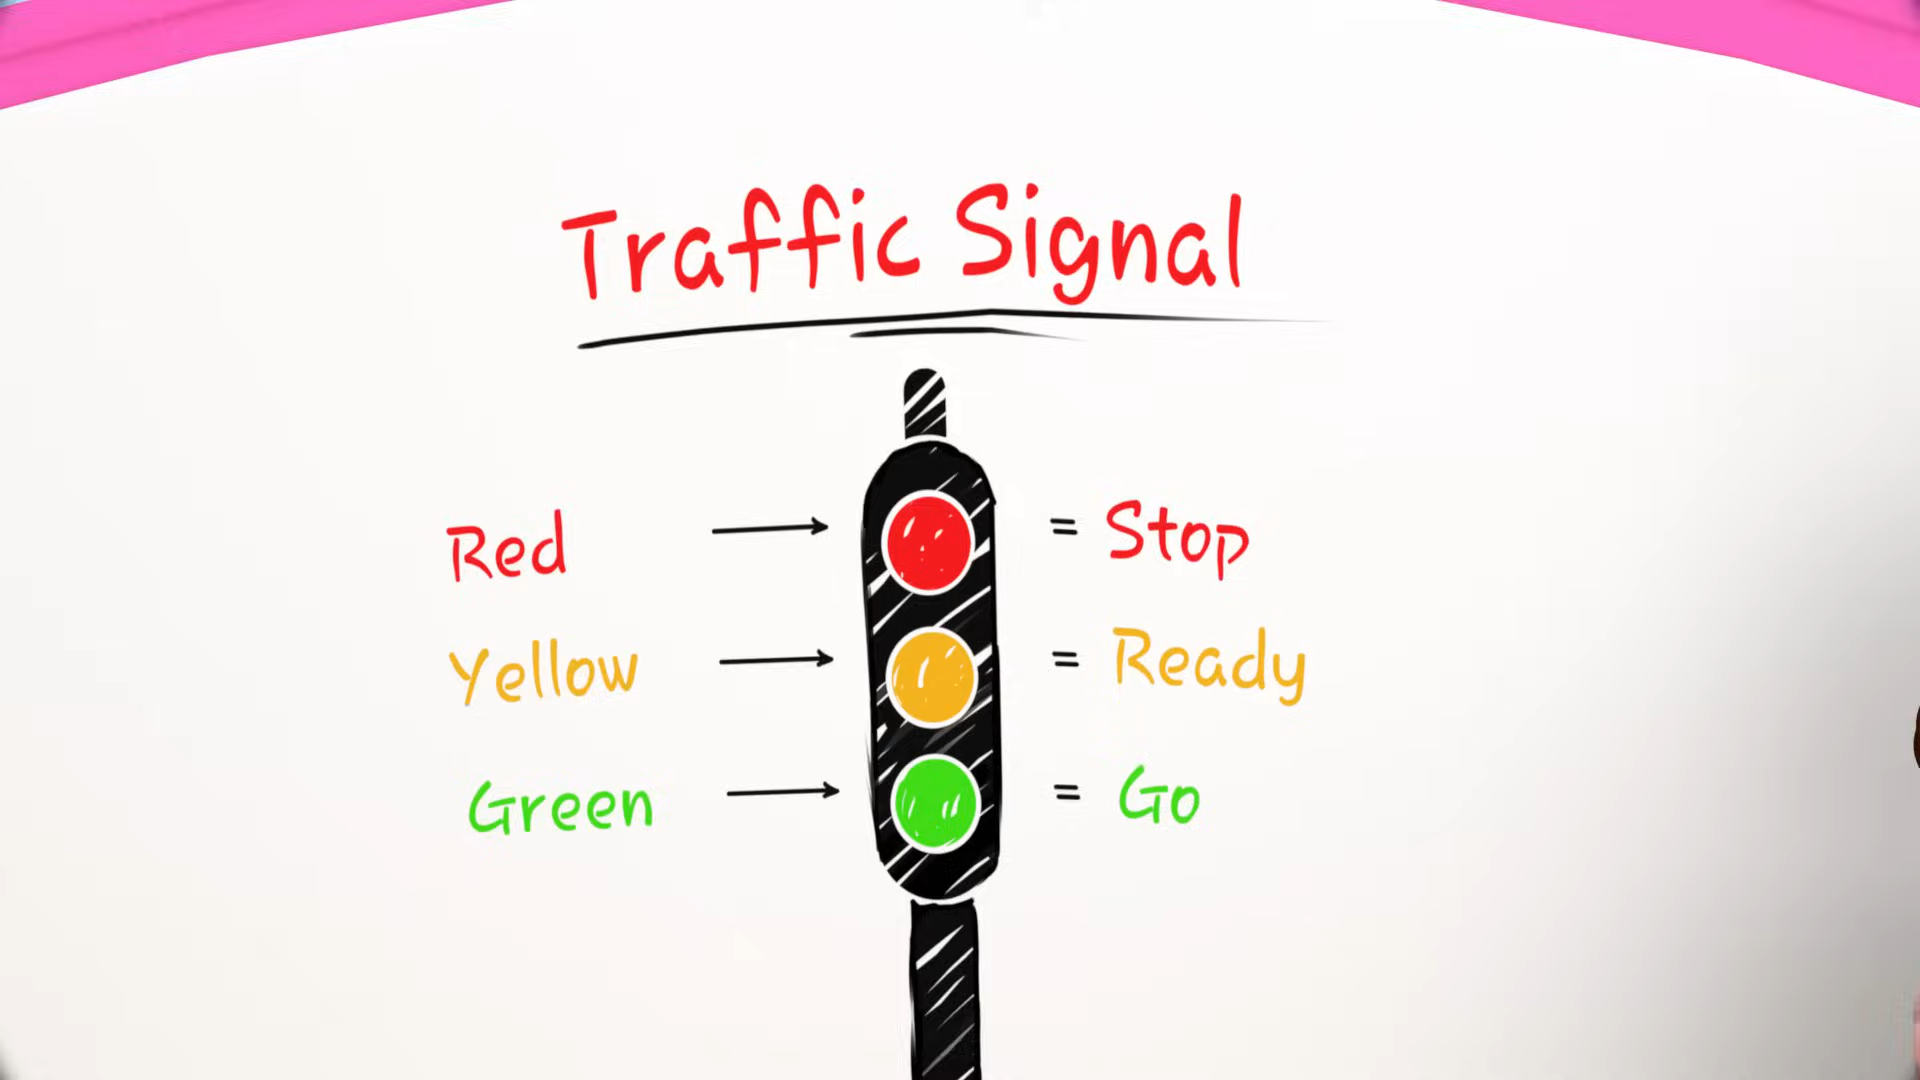 Traffic Signal
Red = Stop
Yellow = Ready
Green = Go